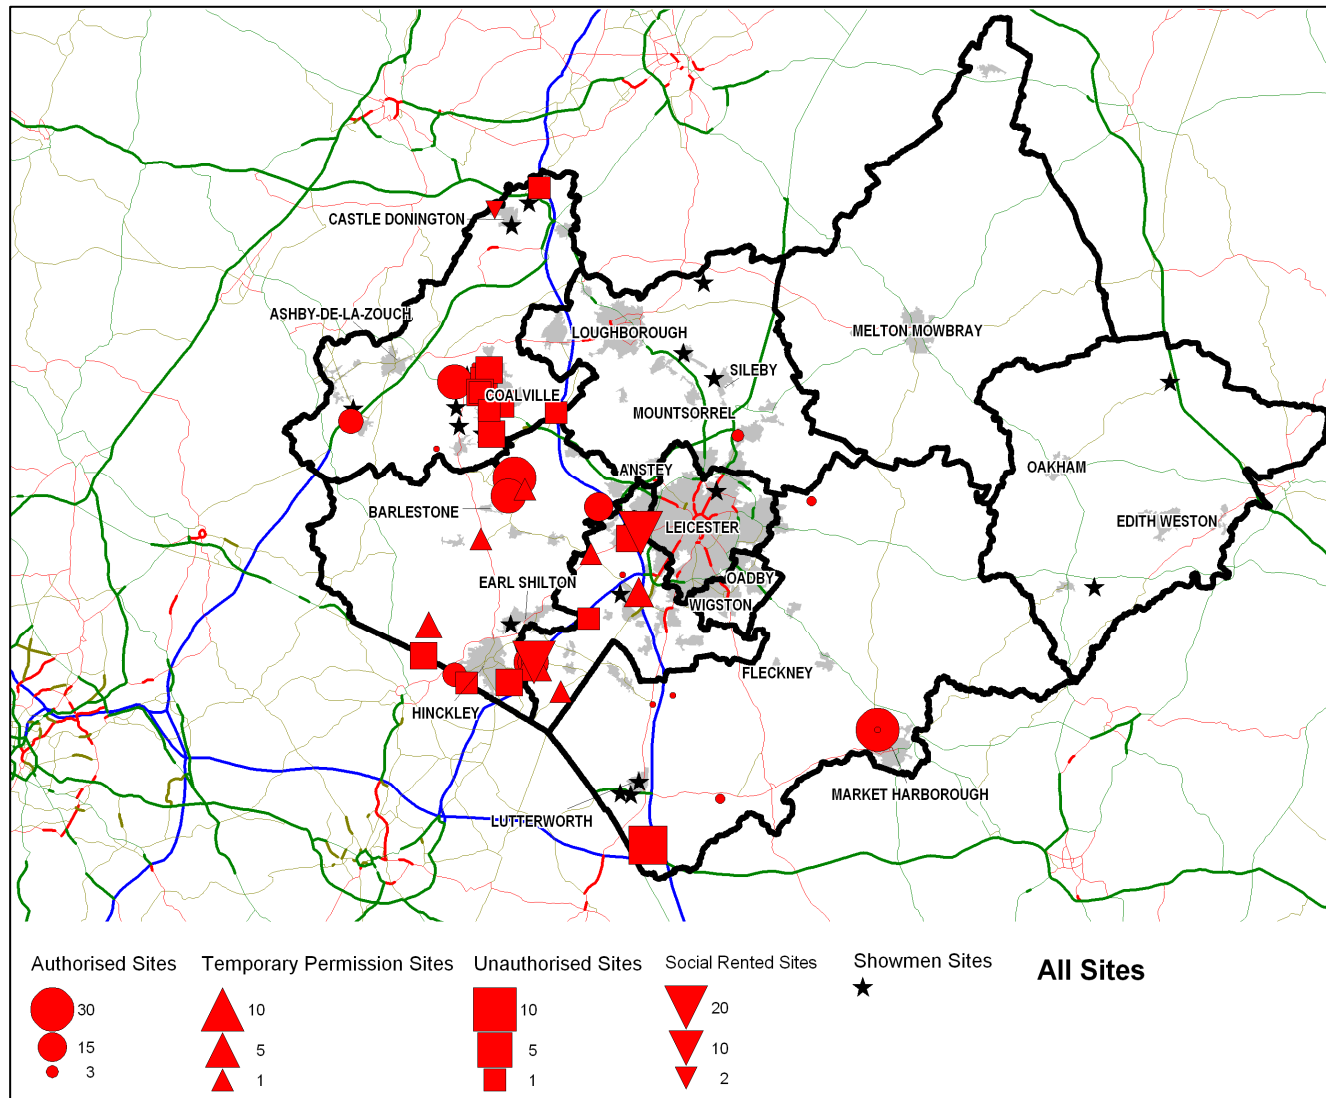 CASTLE DONINGTON
ASHBY-DE-LA-ZOUCH
LOUGHBOROUGH
MELTON MOWBRAY
SILEBY
COALVILLE
MOUNTSORREL
ANSTEY
OAKHAM
BARLESTONE
LEICESTER
EDITH WESTON
EARL SHILTON
OADBY
WIGSTON
FLECKNEY
HINCKLEY
MARKET HARBOROUGH
LUTTERWORTH
Authorised Sites
30
15
3
Temporary Permission Sites
10
5
1
Unauthorised Sites
10
5
1
Social Rented Sites
20
10
2
Showmen Sites
All Sites